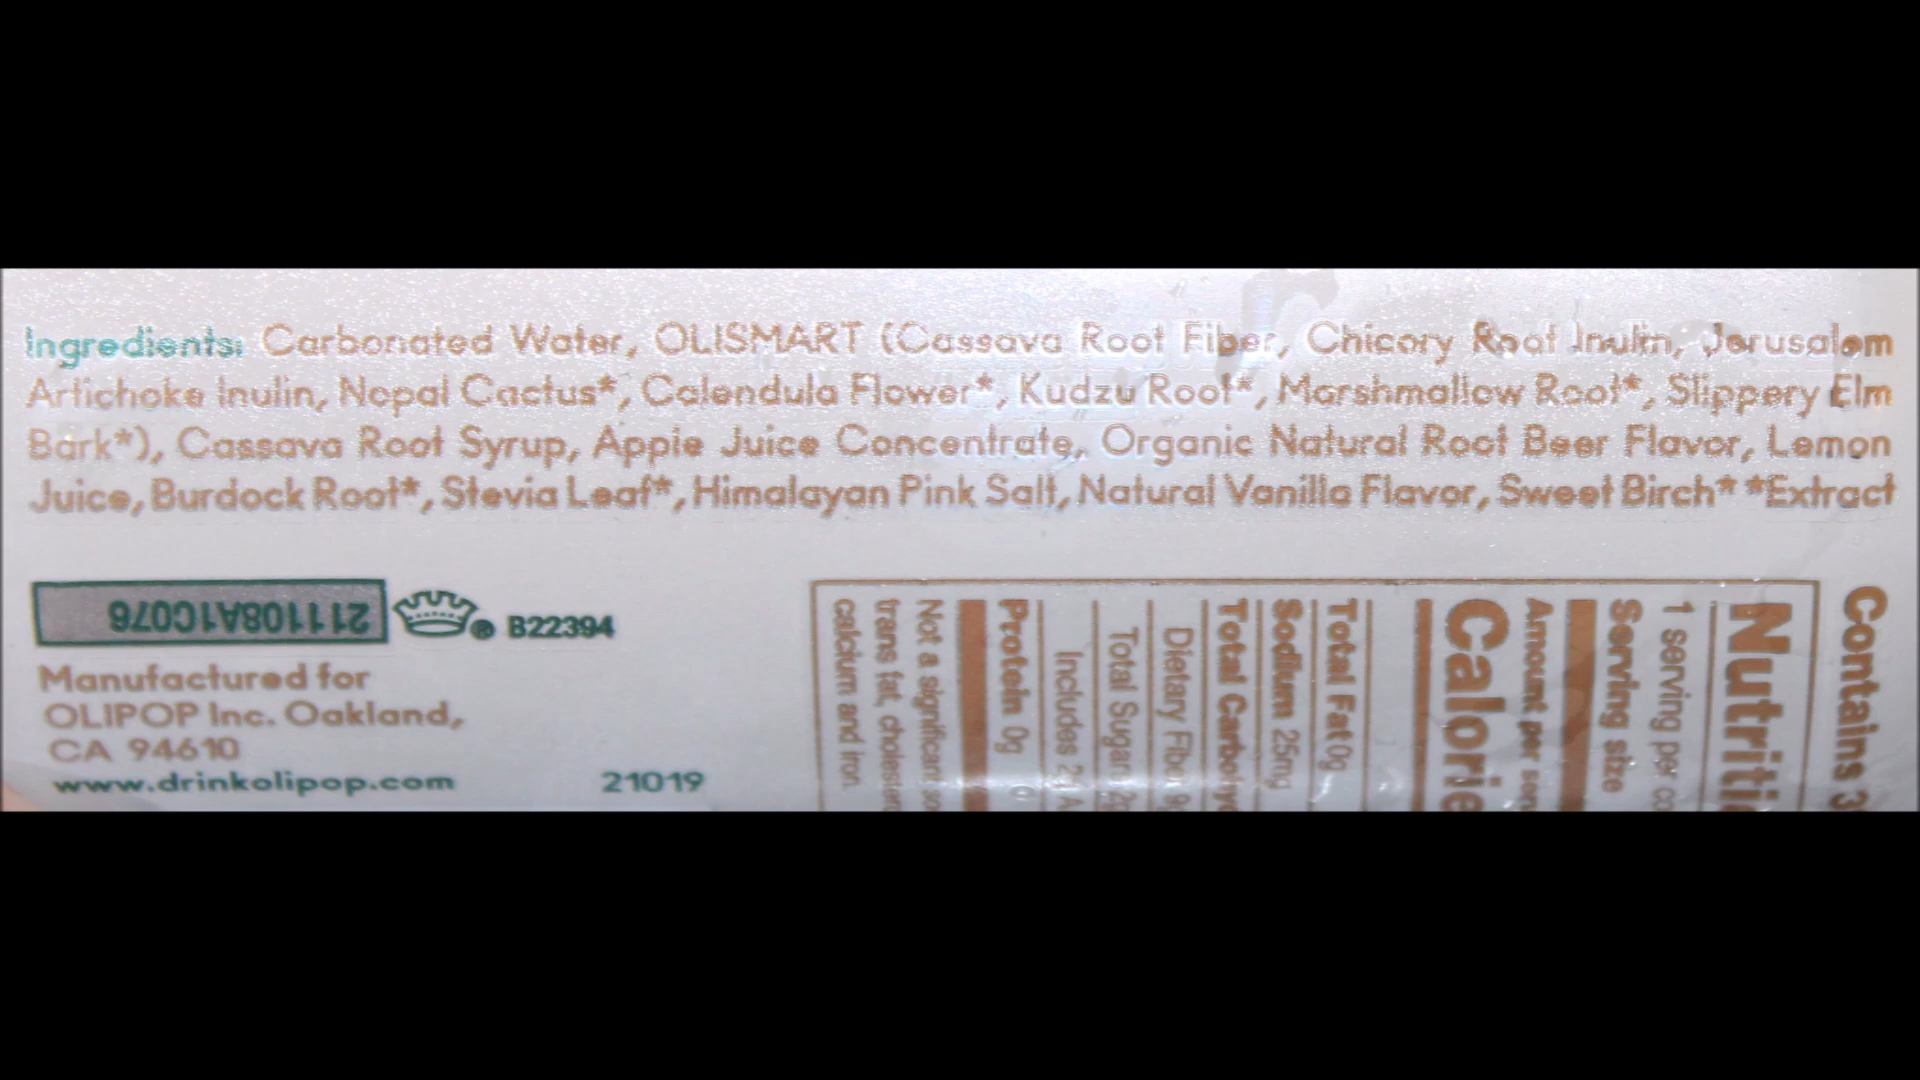 Ingredients: Carbonated Water, OLISMART (Cassava Root Fiber, Chicory Root Inulin, Jerusalem
Artichoke Inulin, Nopal Cactus*, Calendula Flower*, Kudzu Root*, Marshmallow Root*, Slippery Elm
Bark*), Cassava Root Syrup, Apple Juice Concentrate, Organic Natural Root Beer Flavor, Lemon
Juice, Burdock Root*, Stevia Leaf*, Himalayan Pink Salt, Natural Vanilla Flavor, Sweet Birch* *Extract
211108A1C076
® B22394
Manufactured for
OLIPOP Inc. Oakland,
CA 94610
www.drinkolipop.com
21019
Contains 3
Nutriti
1 serving per co
Serving size
Amount per serv
Calorie
Total Fat 0g
Sodium 25mg
Total Carbohy
Dietary Fib
Total Sugar
Includes 2g A
Protein 0g
Not a significant so
trans fat, cholester
calcium and iron.